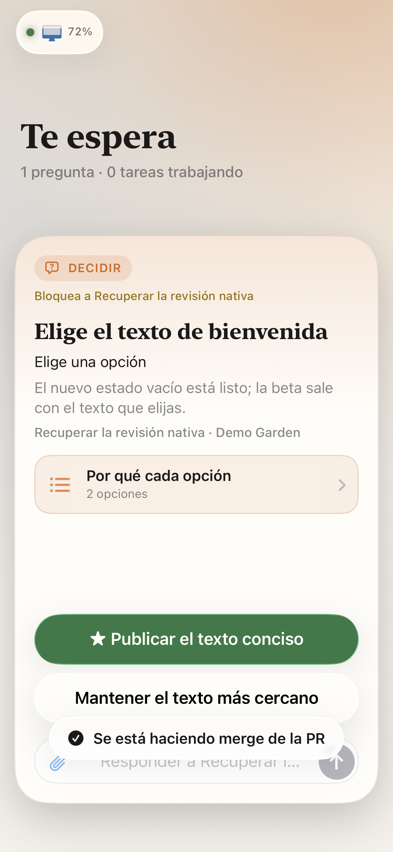 72%
Te espera
1 pregunta · 0 tareas trabajando
DECIDIR
Bloquea a Recuperar la revisión nativa
Elige el texto de bienvenida
Elige una opción
El nuevo estado vacío está listo; la beta sale
con el texto que elijas.
Recuperar la revisión nativa · Demo Garden
Por qué cada opción
2 opciones
Publicar el texto conciso
Mantener el texto más cercano
Se está haciendo merge de la PR
Responder a Recuperar l...